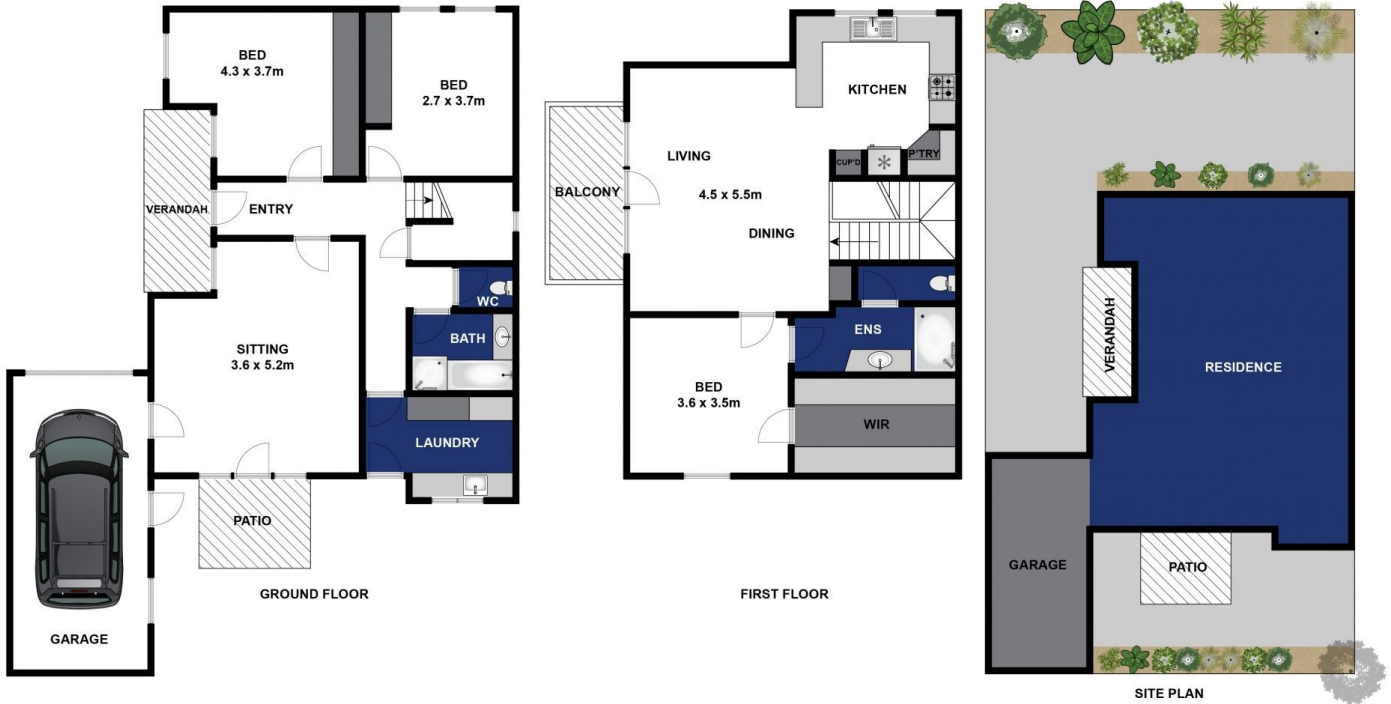 BED
4.3 x 3.7m
BED
2.7 x 3.7m
VERANDAH
ENTRY
SITTING
3.6 x 5.2m
WC
BATH
LAUNDRY
PATIO
GARAGE
GROUND FLOOR
KITCHEN
LIVING
CUP'D
P'TRY
BALCONY
4.5 x 5.5m
DINING
ENS
BED
3.6 x 3.5m
WIR
FIRST FLOOR
VERANDAH
RESIDENCE
GARAGE
PATIO
SITE PLAN